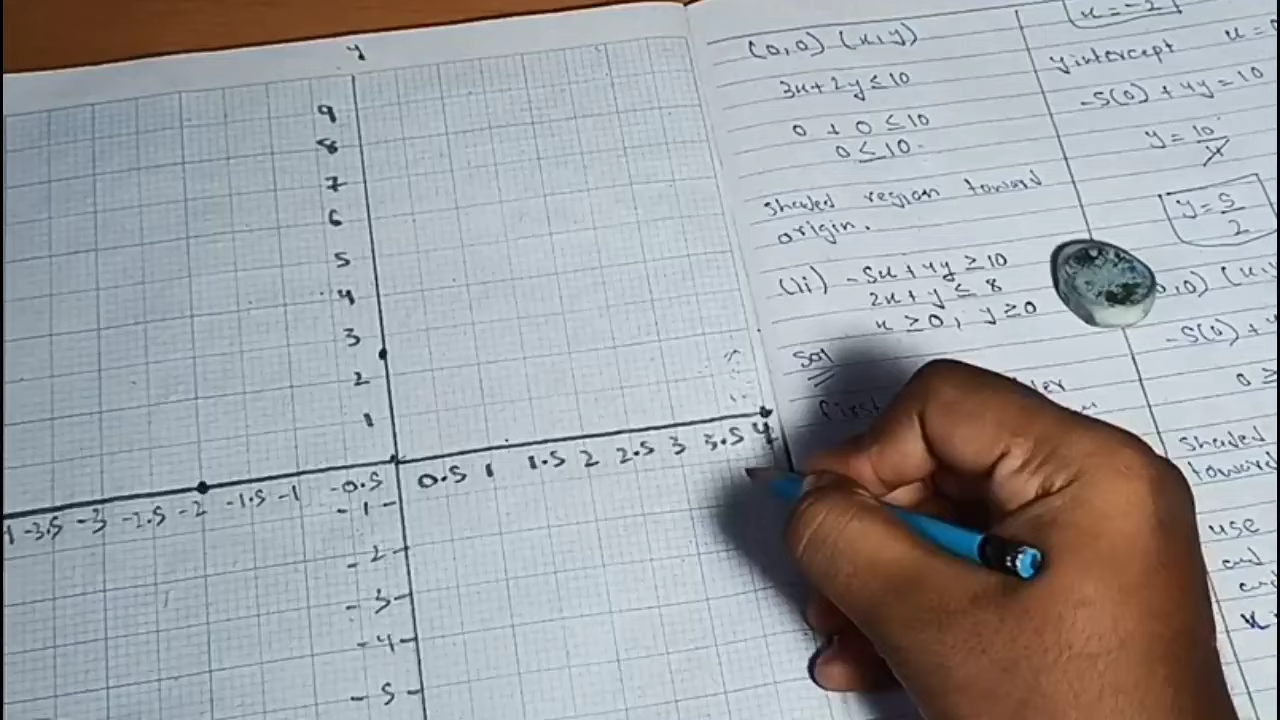 y
9
8
7
6
5
4
3
2
1
-3.5 -3 -2.5 -2 -1.5 -1 -0.5 0.5 1 1.5 2 2.5 3 3.5 4
-1
-2
-3
-4
-5
(0,0) (x,y)
3x+2y≤10
0 + 0 ≤ 10
0 ≤ 10
shaded region toward
origin.
(ii) -5x+4y ≥ 10
2x+y ≤ 8
x ≥ 0, y ≥ 0
Sol
first
x = -2
y intercept
-5(0) + 4y = 10
y = 10/4
y = 5/2
-5(0) +
0 ≥
shaded
toward
use
and